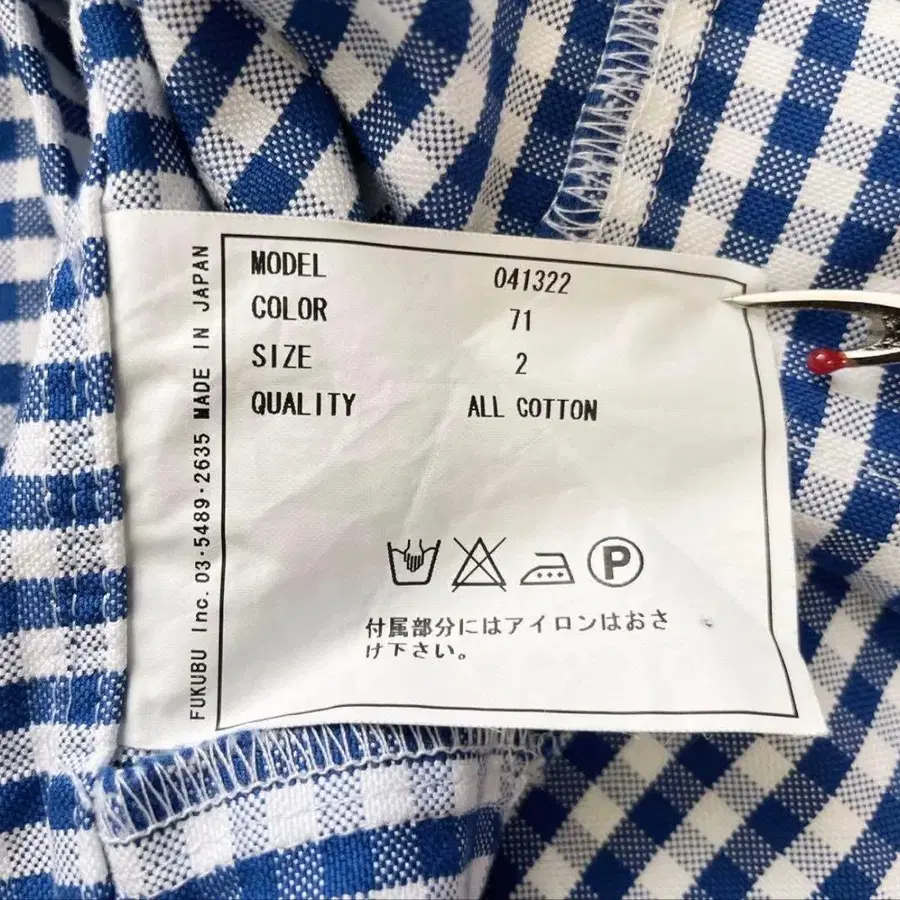 MODEL 041322
COLOR 71
SIZE 2
QUALITY ALL COTTON
P
付属部分にはアイロンはおさ
け下さい。
FUKUBU Inc. 03-5489-2635 MADE IN JAPAN